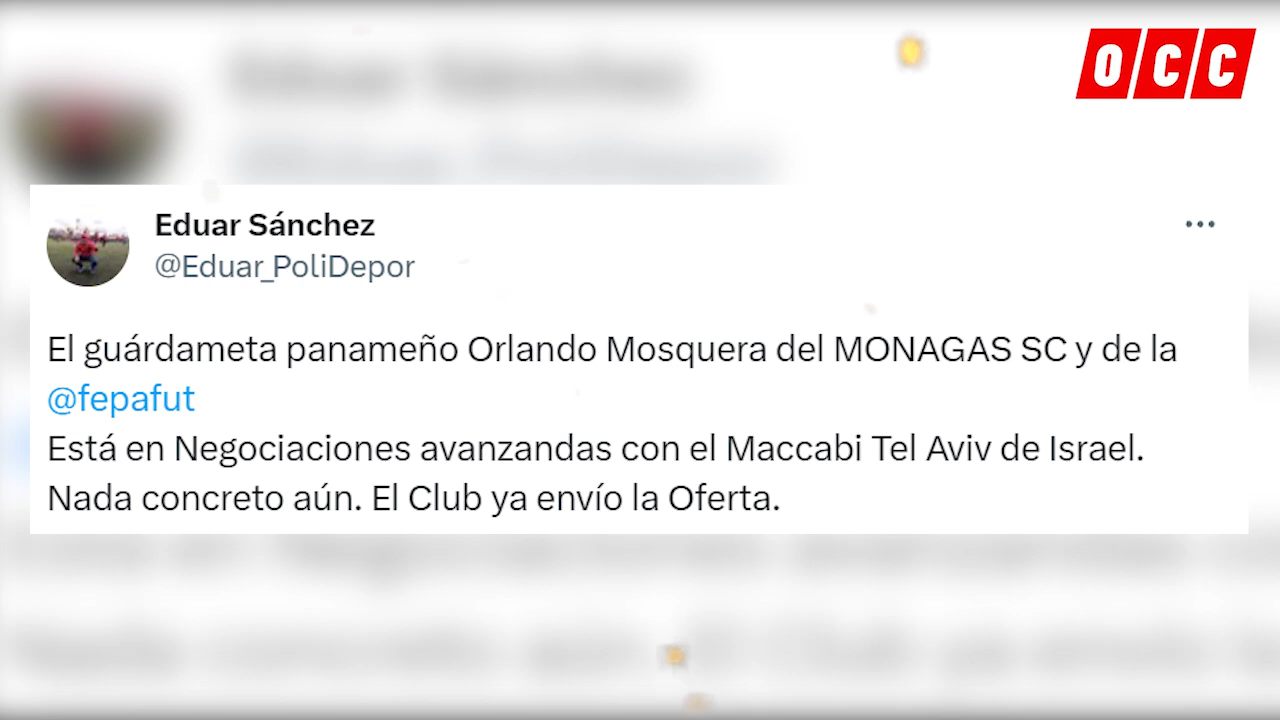 OCC
Eduar Sánchez
@Eduar_PoliDepor
El guárdameta panameño Orlando Mosquera del MONAGAS SC y de la
@fepafut
Está en Negociaciones avanzandas con el Maccabi Tel Aviv de Israel.
Nada concreto aún. El Club ya envío la Oferta.